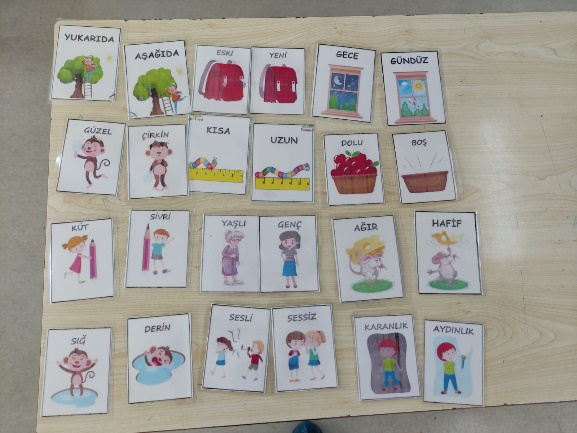 YUKARIDA
AŞAĞIDA
ESKİ
YENİ
GECE
GÜNDÜZ
GÜZEL
ÇİRKİN
KISA
UZUN
DOLU
BOŞ
KÜT
SİVRİ
YAŞLI
GENÇ
AĞIR
HAFİF
SIĞ
DERİN
SESLİ
SESSİZ
KARANLIK
AYDINLIK